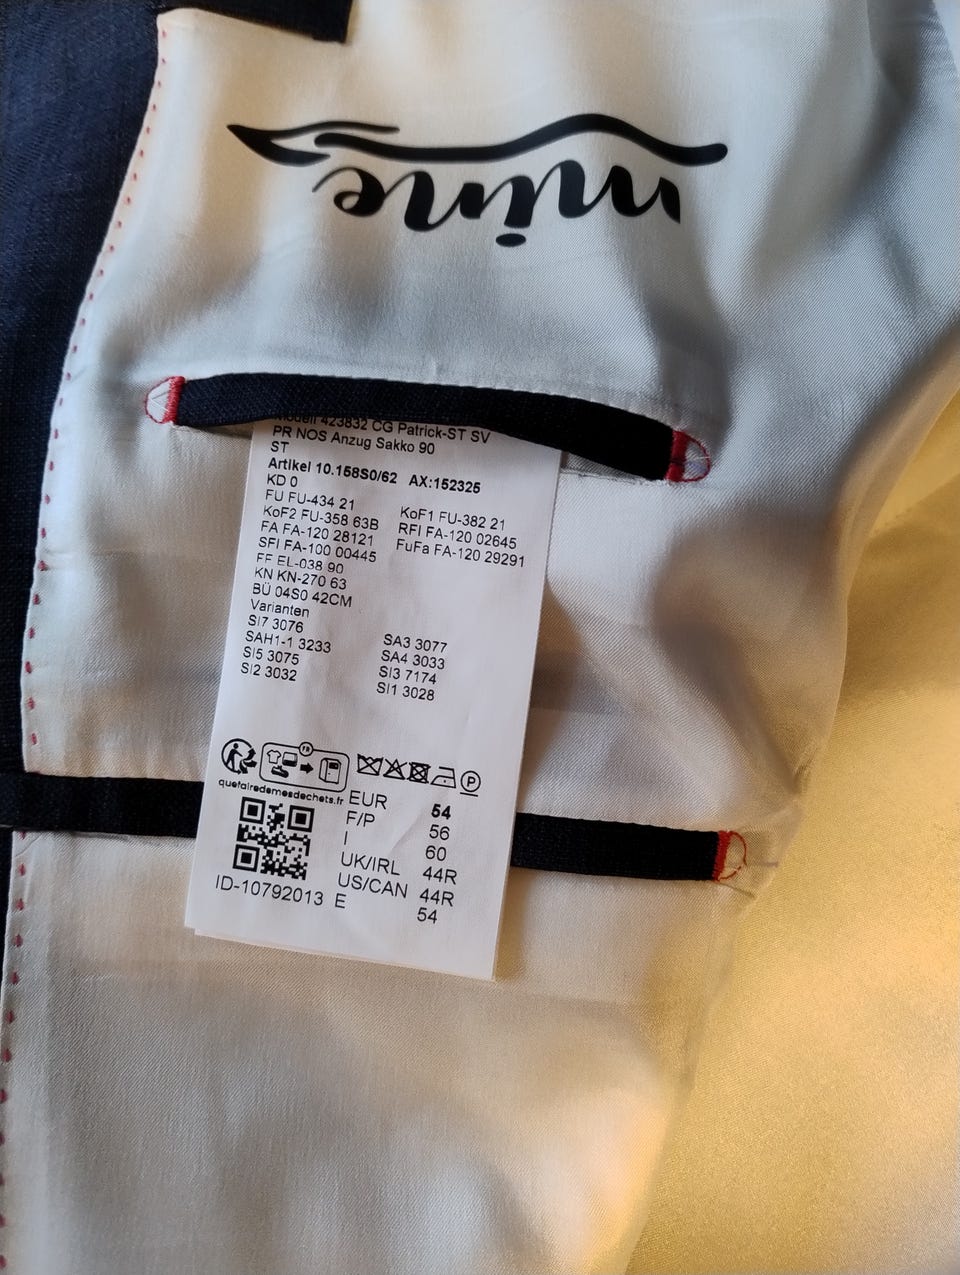 mine
Modell 423832 CG Patrick-ST SV
PR NOS Anzug Sakko 90
ST
Artikel 10.158S0/62 AX:152325
KD 0
FU FU-434 21
KoF2 FU-358 63B KoF1 FU-382 21
FA FA-120 28121 RFI FA-120 02645
SFI FA-100 00445 FuFa FA-120 29291
FF EL-038 90
KN KN-270 63
BÜ 04S0 42CM
Varianten
SI7 3076 SA3 3077
SAH1-1 3233 SA4 3033
SI5 3075 SI3 7174
SI2 3032 SI1 3028
FR
P
quefairedemesdechets.fr
EUR 54
F/P 56
I 60
UK/IRL 44R
US/CAN 44R
E 54
ID-10792013